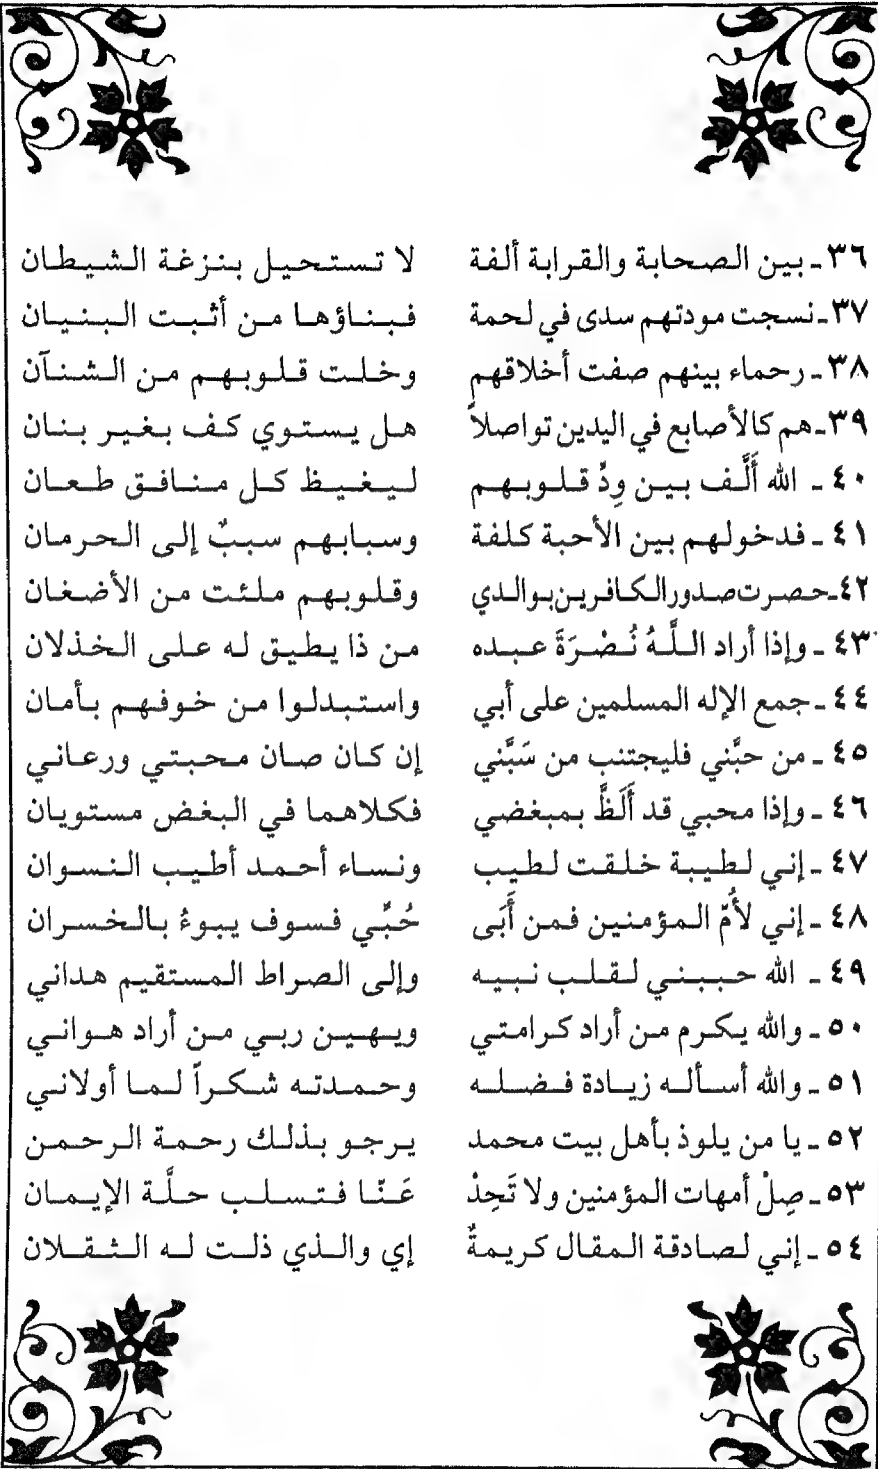 ٣٦ - بين الصحابة والقرابة ألفة لا تستحيل بنزغة الشيطان
٣٧ - نسجت مودتهم سدى في لحمة فبناؤها من أثبت البنيان
٣٨ - رحماء بينهم صفت أخلاقهم وخلت قلوبهم من الشنآن
٣٩ - هم كالأصابع في اليدين تواصلاً هل يستوي كف بغير بنان
٤٠ - الله أَلَّف بين وِدِّ قلوبهم ليغيظ كل منافق طعان
٤١ - فدخولهم بين الأحبة كلفة وسبابهم سببٌ إلى الحرمان
٤٢ - حصرت صدور الكافرين بوالدي وقلوبهم ملئت من الأضغان
٤٣ - وإذا أراد اللَّهُ نُصْرَةَ عبده من ذا يطيق له على الخذلان
٤٤ - جمع الإله المسلمين على أبي واستبدلوا من خوفهم بأمان
٤٥ - من حبَّني فليجتنب من سَبَّني إن كان صان محبتي ورعاني
٤٦ - وإذا محبي قد أَلَظَّ بمبغضي فكلاهما في البغض مستويان
٤٧ - إني لطيبة خلقت لطيب ونساء أحمد أطيب النسوان
٤٨ - إني لأُمّ المؤمنين فمن أَبَى حُبِّي فسوف يبوءُ بالخسران
٤٩ - الله حببني لقلب نبيه وإلى الصراط المستقيم هداني
٥٠ - والله يكرم من أراد كرامتي ويهين ربي من أراد هواني
٥١ - والله أسأله زيادة فضله وحمدته شكراً لما أولاني
٥٢ - يا من يلوذ بأهل بيت محمد يرجو بذلك رحمة الرحمن
٥٣ - صِلْ أمهات المؤمنين ولا تَحِدْ عَنّا فتسلب حلَّة الإيمان
٥٤ - إني لصادقة المقال كريمةٌ إي والذي ذلت له الثقلان